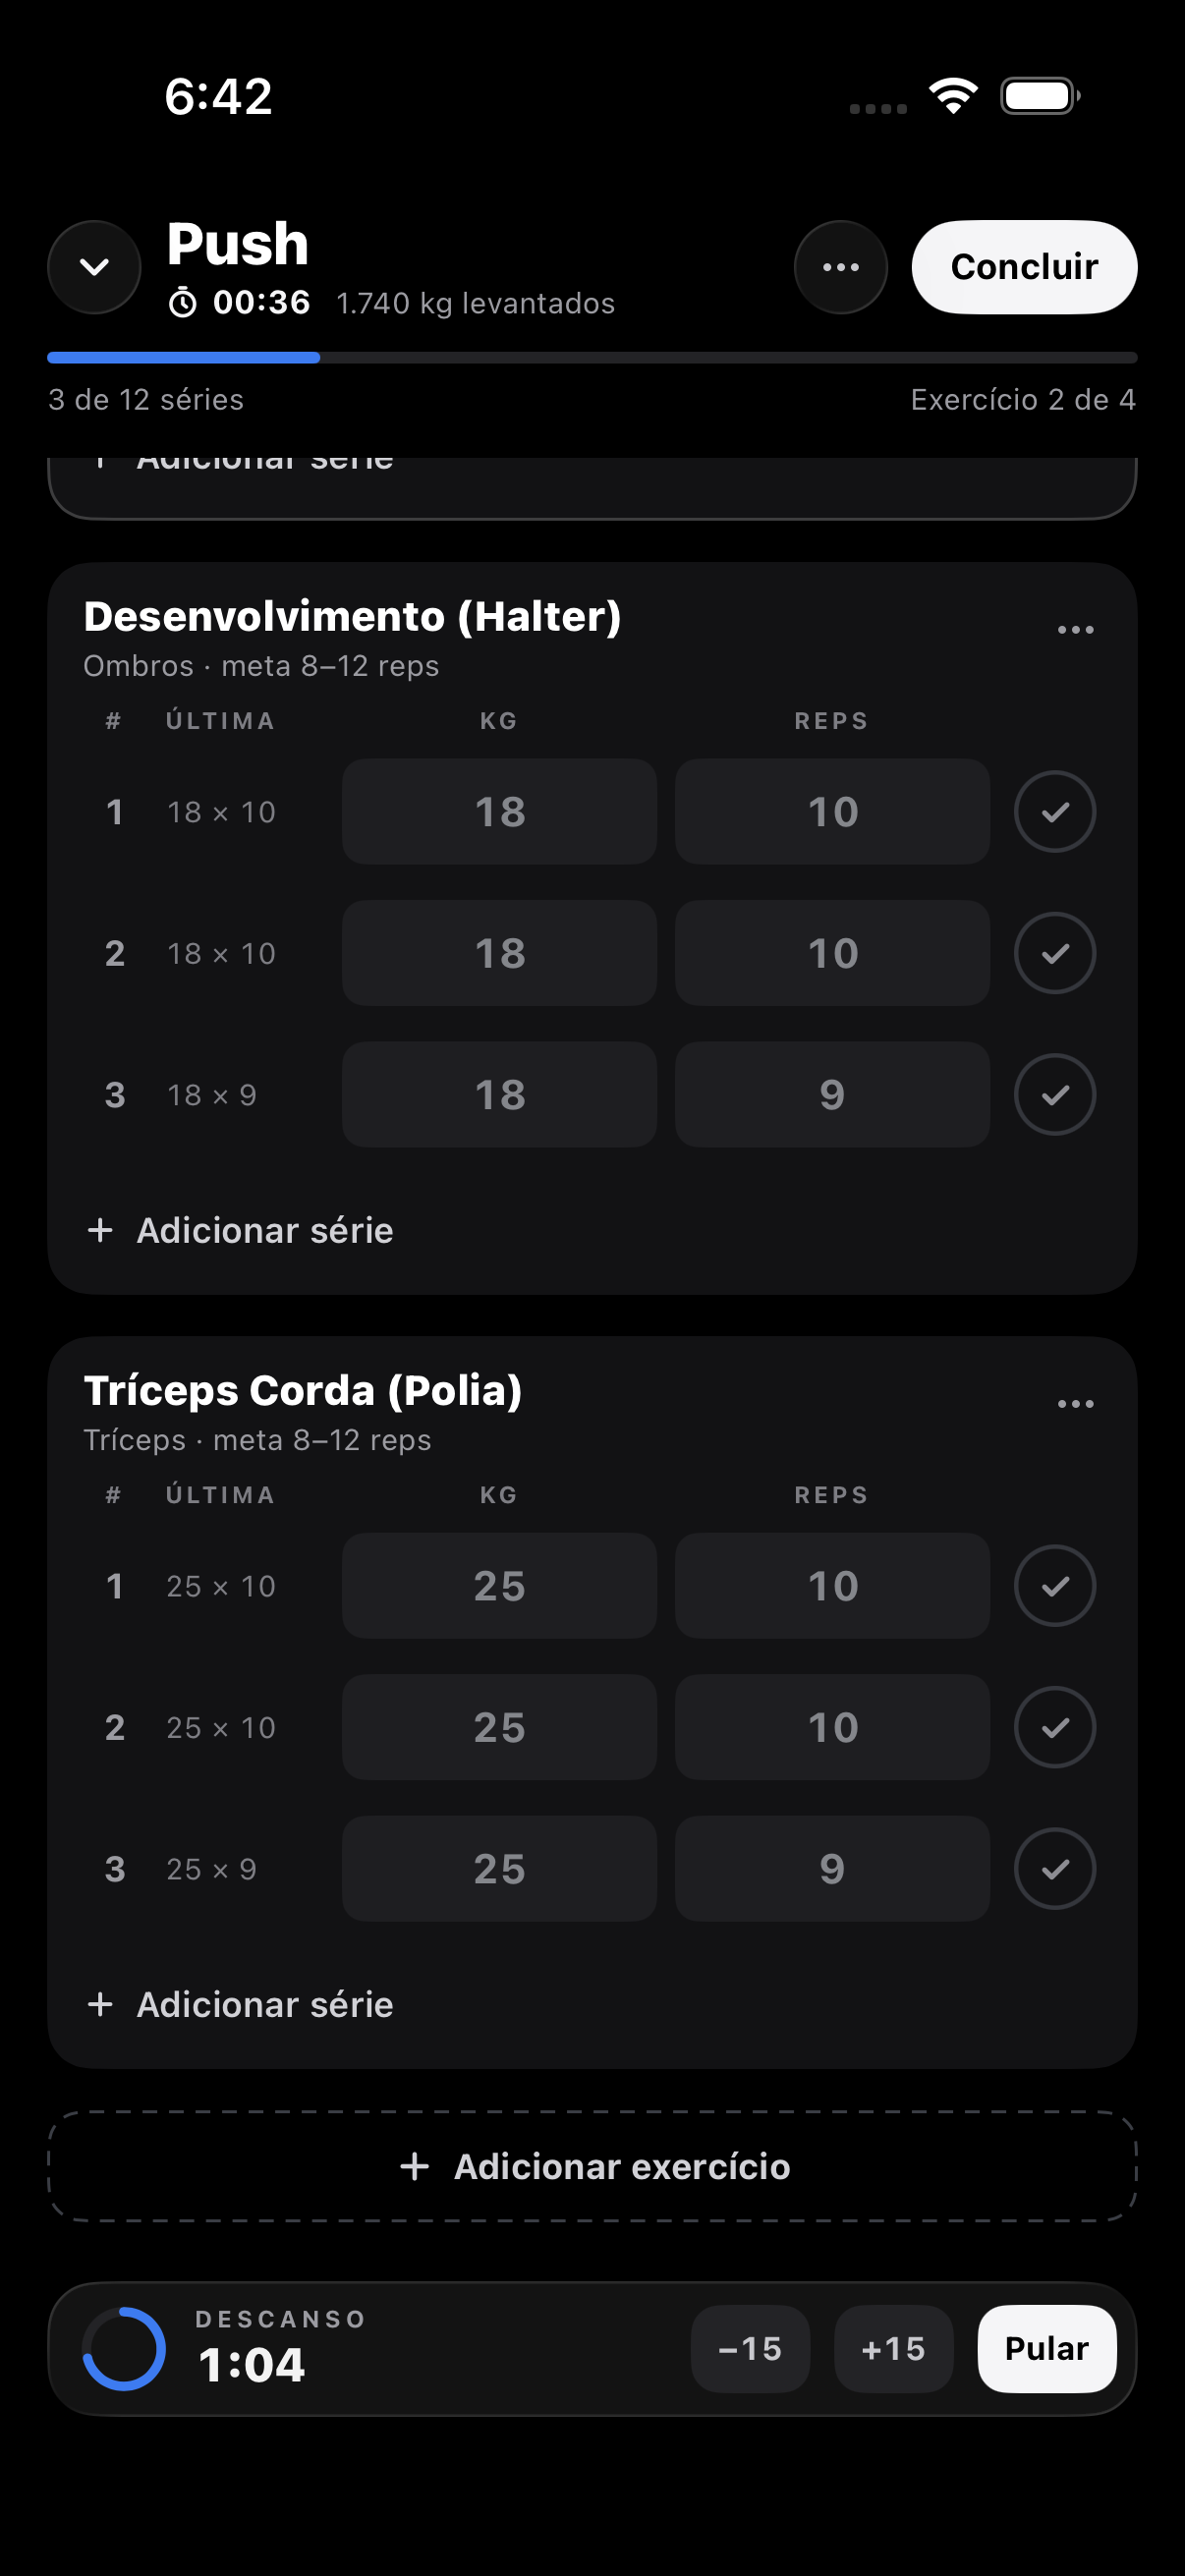 6:42
Push
00:36 1.740 kg levantados
Concluir
3 de 12 séries
Exercício 2 de 4
Adicionar série
Desenvolvimento (Halter)
Ombros · meta 8–12 reps
# ÚLTIMA KG REPS
1 18 × 10 18 10
2 18 × 10 18 10
3 18 × 9 18 9
+ Adicionar série
Tríceps Corda (Polia)
Tríceps · meta 8–12 reps
# ÚLTIMA KG REPS
1 25 × 10 25 10
2 25 × 10 25 10
3 25 × 9 25 9
+ Adicionar série
+ Adicionar exercício
DESCANSO
1:04
−15
+15
Pular